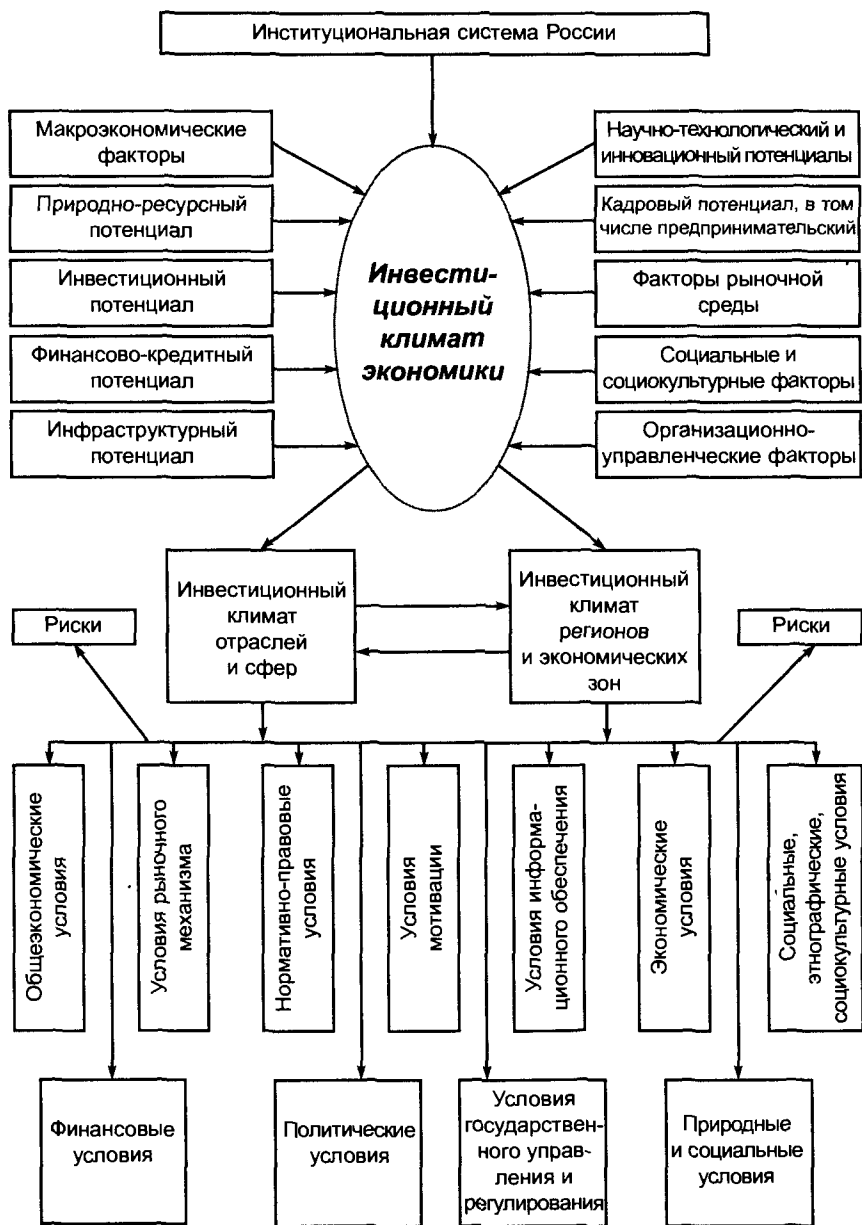 Институциональная система России
Макроэкономические
факторы
Природно-ресурсный
потенциал
Инвестиционный
потенциал
Финансово-кредитный
потенциал
Инфраструктурный
потенциал
Инвести-
ционный
климат
экономики
Научно-технологический и
инновационный потенциалы
Кадровый потенциал, в том
числе предпринимательский
Факторы рыночной
среды
Социальные и
социокультурные факторы
Организационно-
управленческие факторы
Риски
Инвестиционный
климат
отраслей
и сфер
Инвестиционный
климат
регионов
и экономических
зон
Риски
Общеэкономические
условия
Условия рыночного
механизма
Нормативно-правовые
условия
Условия
мотивации
Условия информа-
ционного обеспечения
Экономические
условия
Социальные,
этнографические,
социокультурные условия
Финансовые
условия
Политические
условия
Условия
государствен-
ного управ-
ления и
регулирования
Природные
и социальные
условия